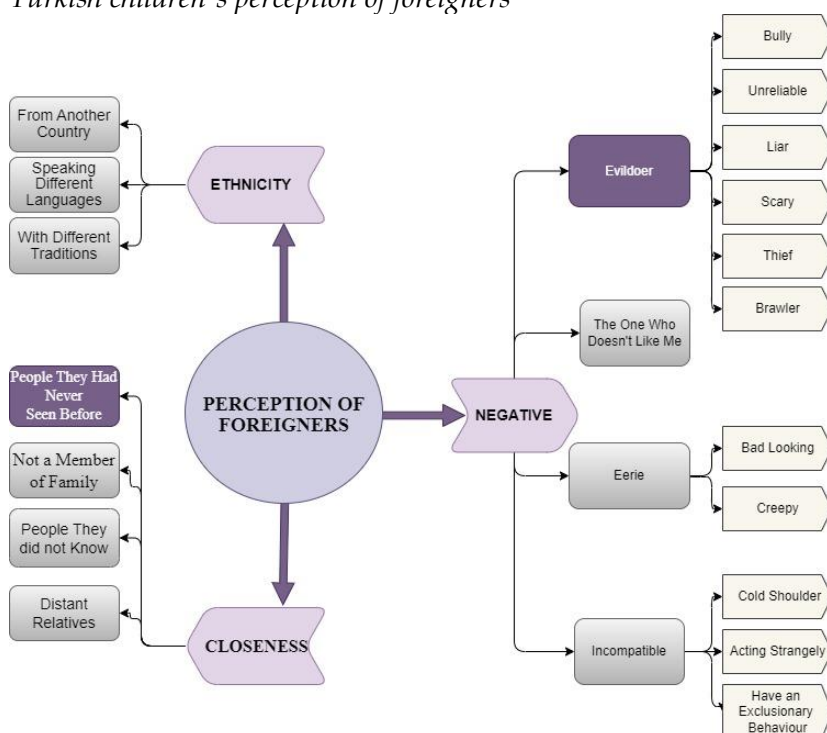 Turkish children's perception of foreigners
From Another
Country
Speaking
Different
Languages
With Different
Traditions
ETHNICITY
People They Had
Never
Seen Before
Not a Member
of Family
People They
did not Know
Distant
Relatives
CLOSENESS
PERCEPTION OF
FOREIGNERS
NEGATIVE
Evildoer
Bully
Unreliable
Liar
Scary
Thief
Brawler
The One Who
Doesn't Like Me
Eerie
Bad Looking
Creepy
Incompatible
Cold Shoulder
Acting Strangely
Have an
Exclusionary
Behaviour